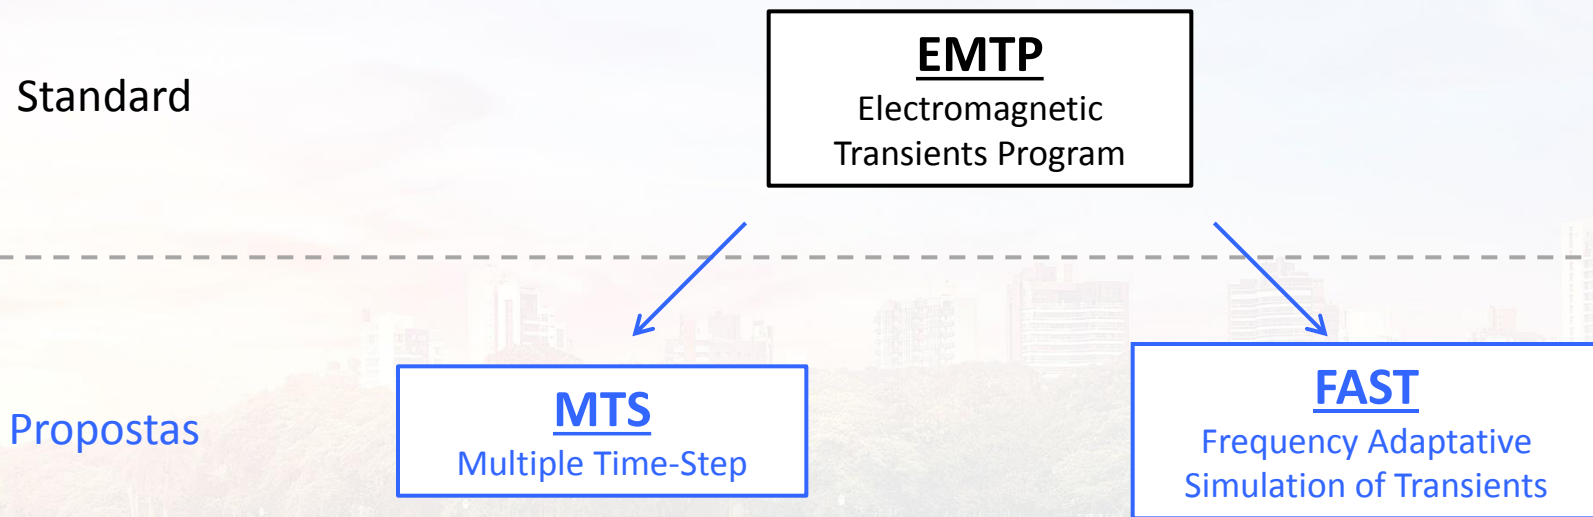 Standard
EMTP
Electromagnetic
Transients Program
Propostas
MTS
Multiple Time-Step
FAST
Frequency Adaptative
Simulation of Transients